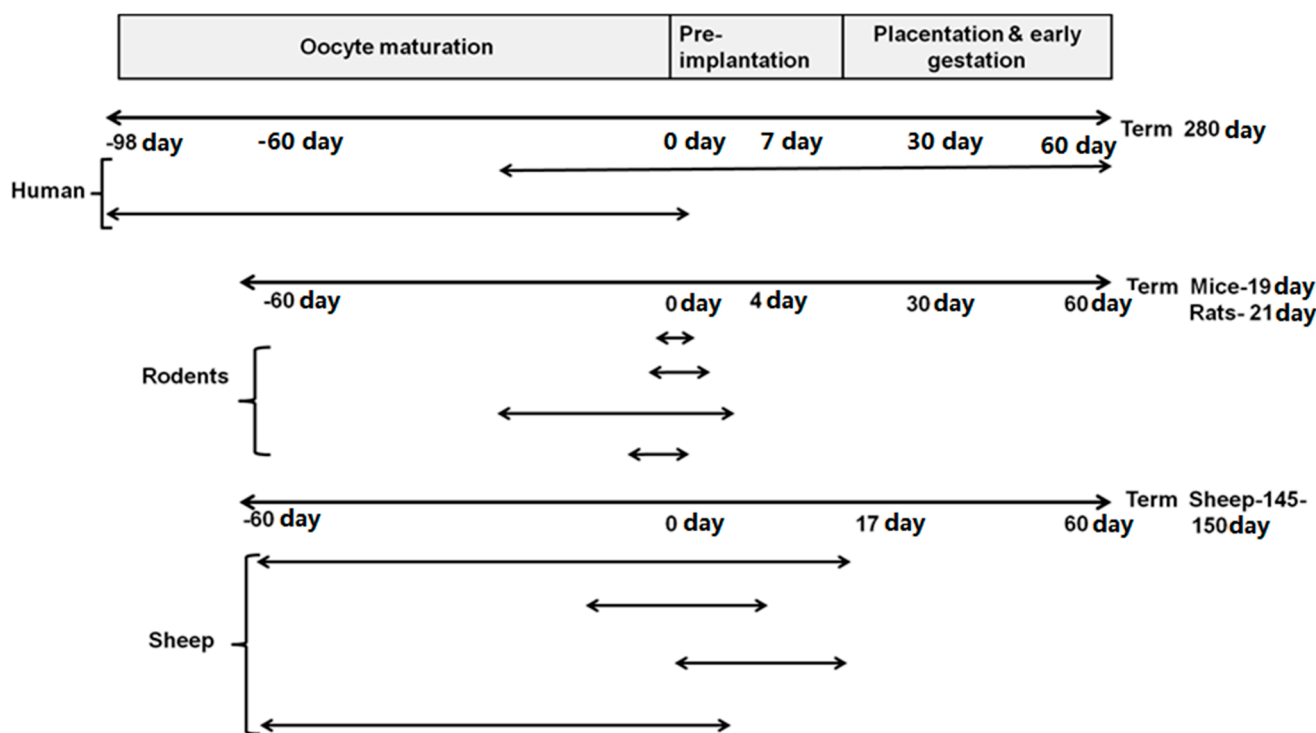 Oocyte maturation
Pre-
implantation
Placentation & early
gestation
-98 day
-60 day
0 day
7 day
30 day
60 day
Term 280 day
Human
-60 day
0 day
4 day
30 day
60 day
Term Mice-19 day
Rats- 21 day
Rodents
-60 day
0 day
17 day
60 day
Term Sheep-145-
150 day
Sheep